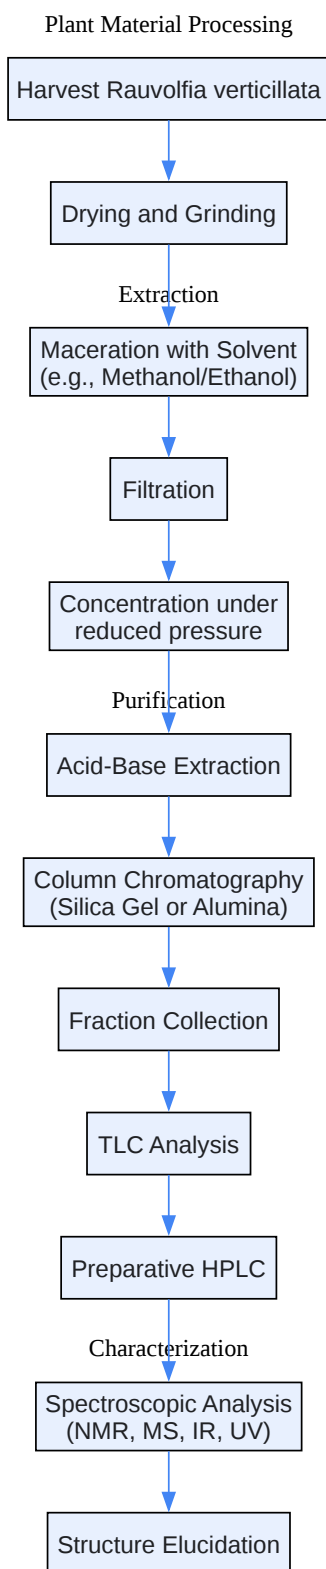 Plant Material Processing
Harvest Rauvolfia verticillata
Drying and Grinding
Extraction
Maceration with Solvent
(e.g., Methanol/Ethanol)
Filtration
Concentration under
reduced pressure
Purification
Acid-Base Extraction
Column Chromatography
(Silica Gel or Alumina)
Fraction Collection
TLC Analysis
Preparative HPLC
Characterization
Spectroscopic Analysis
(NMR, MS, IR, UV)
Structure Elucidation